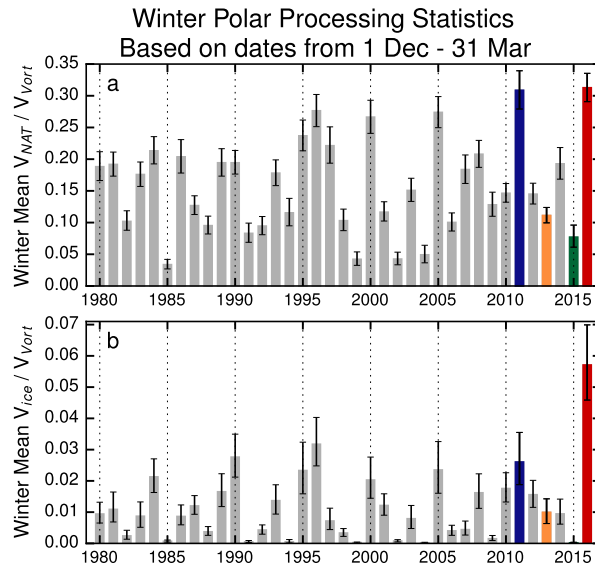 Winter Polar Processing Statistics
Based on dates from 1 Dec - 31 Mar
a
Winter Mean V_NAT / V_Vort
0.35
0.30
0.25
0.20
0.15
0.10
0.05
0.00
1980 1985 1990 1995 2000 2005 2010 2015
b
Winter Mean V_ice / V_Vort
0.07
0.06
0.05
0.04
0.03
0.02
0.01
0.00
1980 1985 1990 1995 2000 2005 2010 2015